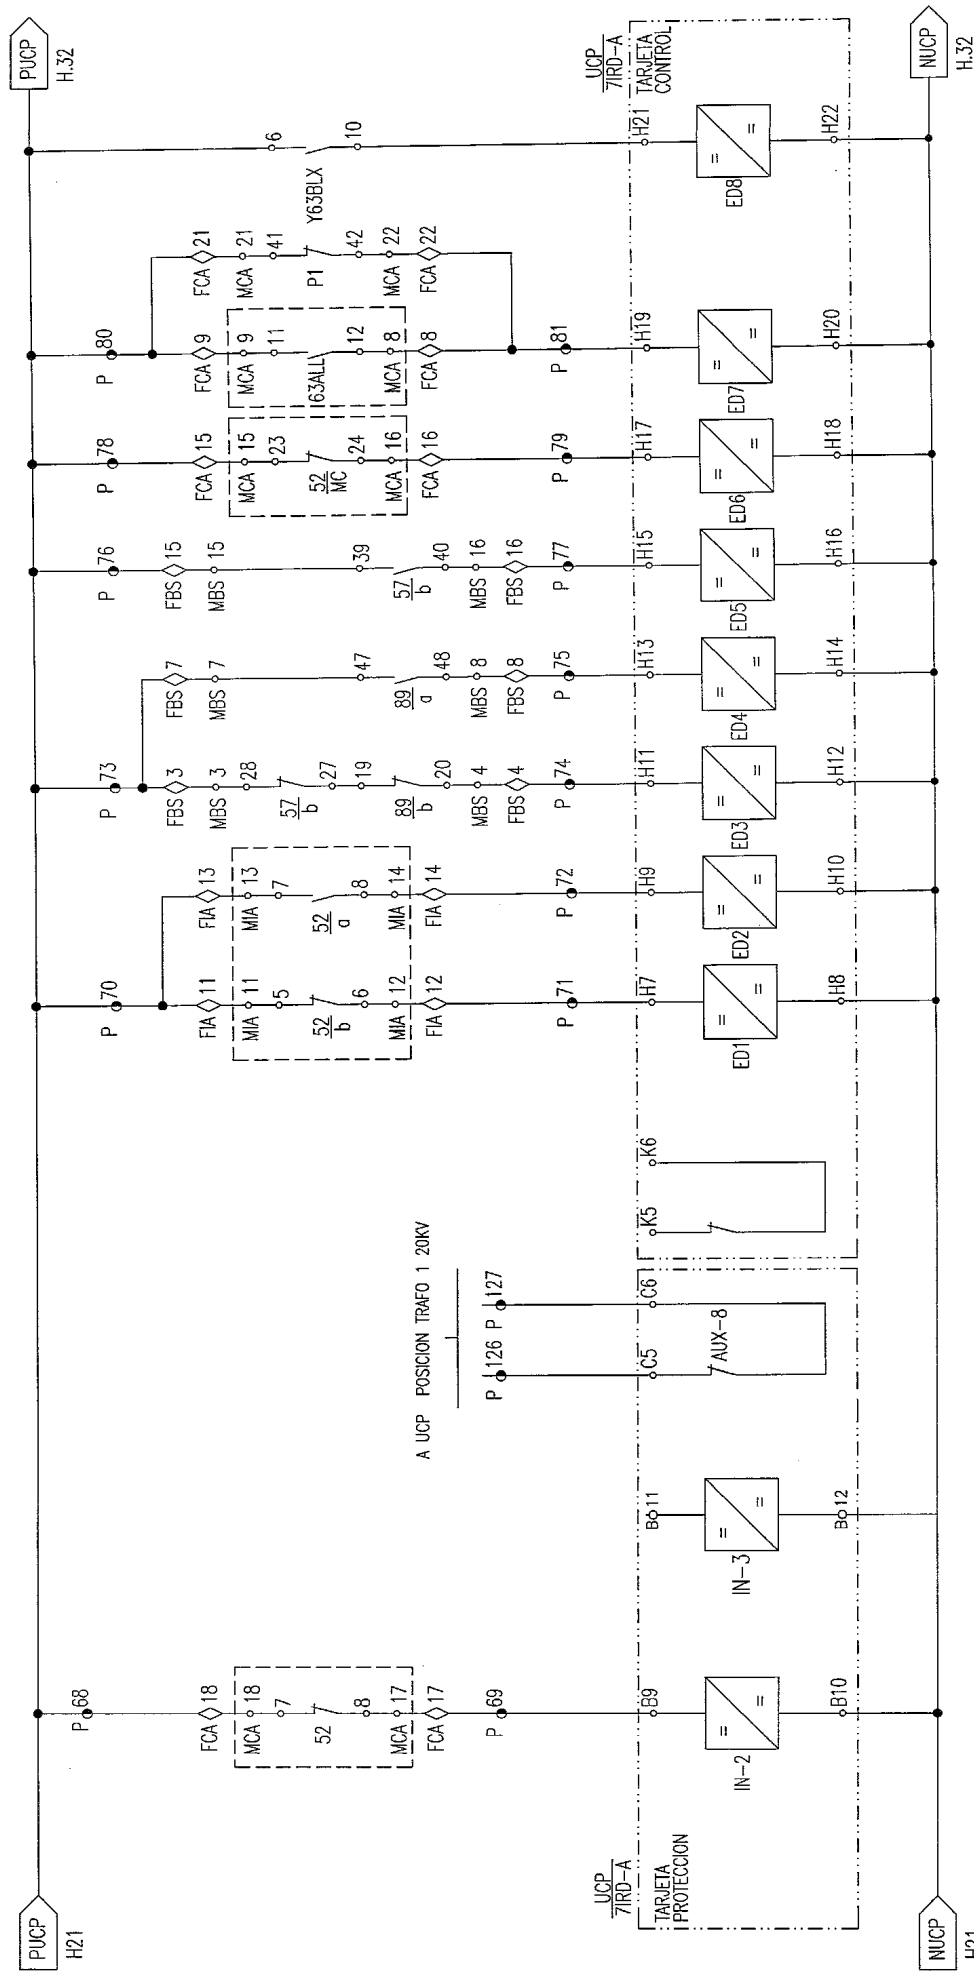 PUCP
H21
PUCP
H.32
P 68
FCA 18
MCA 18
7
52
8
MCA 17
FCA 17
P 69
B9
IN-2
B10
UCP
7IRD-A
TARJETA
PROTECCION
B11
IN-3
B12
A UCP POSICION TRAFO 1 20KV
P 126
P 127
C5
C6
AUX-8
K5
K6
P 70
FIA 11
MIA 11
5
52
b
6
MIA 12
FIA 12
P 71
H7
ED1
H8
FIA 13
MIA 13
7
52
a
8
MIA 14
FIA 14
P 72
H9
ED2
H10
P 73
FBS 3
MBS 3
28
57
b
27
19
89
b
20
MBS 4
FBS 4
P 74
H11
ED3
H12
FBS 7
MBS 7
47
89
a
48
MBS 8
FBS 8
P 75
H13
ED4
H14
P 76
FBS 15
MBS 15
39
57
b
40
MBS 16
FBS 16
P 77
H15
ED5
H16
P 78
FCA 15
MCA 15
23
52
MC
24
MCA 16
FCA 16
P 79
H17
ED6
H18
P 80
FCA 9
MCA 9
11
63ALL
12
MCA 8
FCA 8
P 81
H19
ED7
H20
FCA 21
MCA 21
41
P1
42
MCA 22
FCA 22
6
Y63BLX
10
H21
ED8
H22
UCP
7IRD-A
TARJETA
CONTROL
NUCP
H21
NUCP
H.32